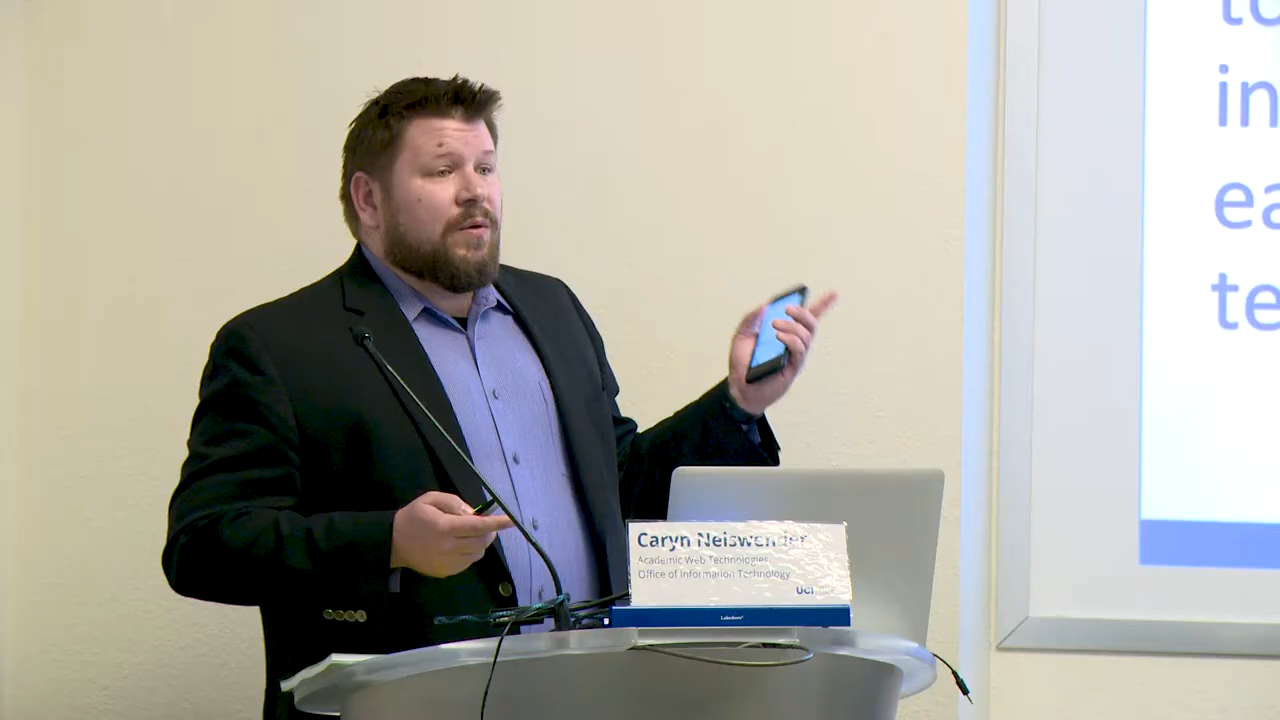 Caryn Neiswender
Academic Web Technologies
Office of Information Technology
UCI
to
in
ea
te